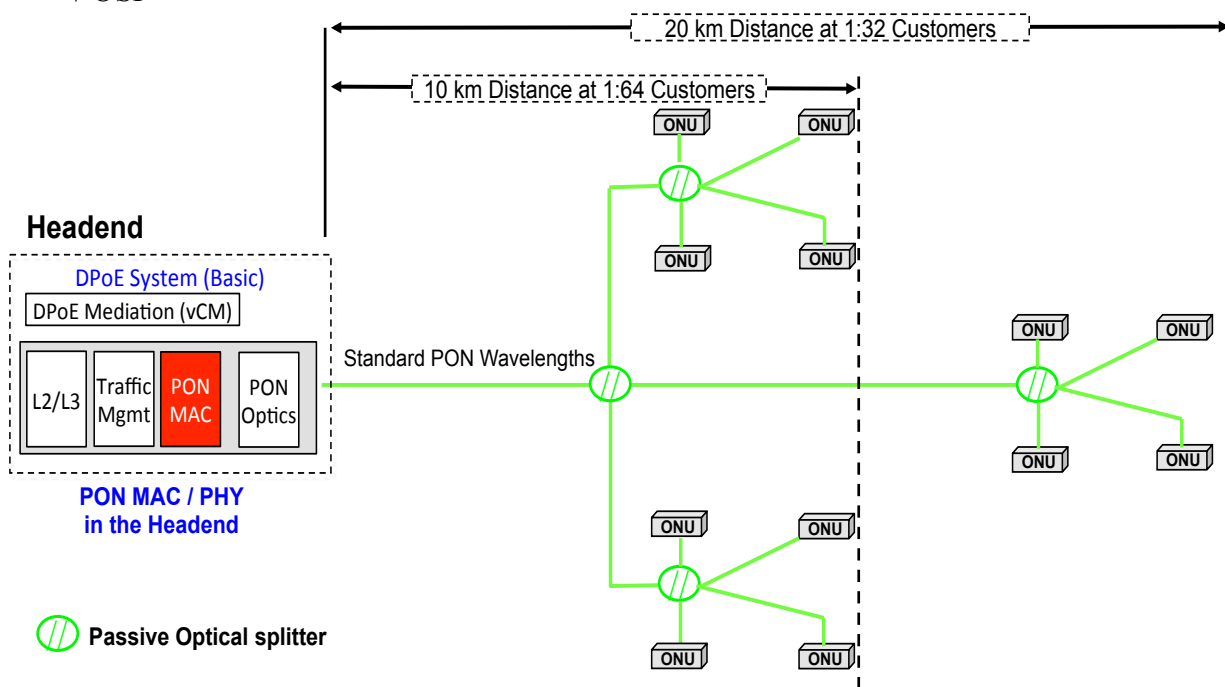 20 km Distance at 1:32 Customers
10 km Distance at 1:64 Customers
ONU
ONU
ONU
ONU
Headend
DPoE System (Basic)
DPoE Mediation (vCM)
L2/L3
Traffic
Mgmt
PON
MAC
PON
Optics
Standard PON Wavelengths
ONU
ONU
ONU
ONU
PON MAC / PHY
in the Headend
ONU
ONU
ONU
ONU
Passive Optical splitter